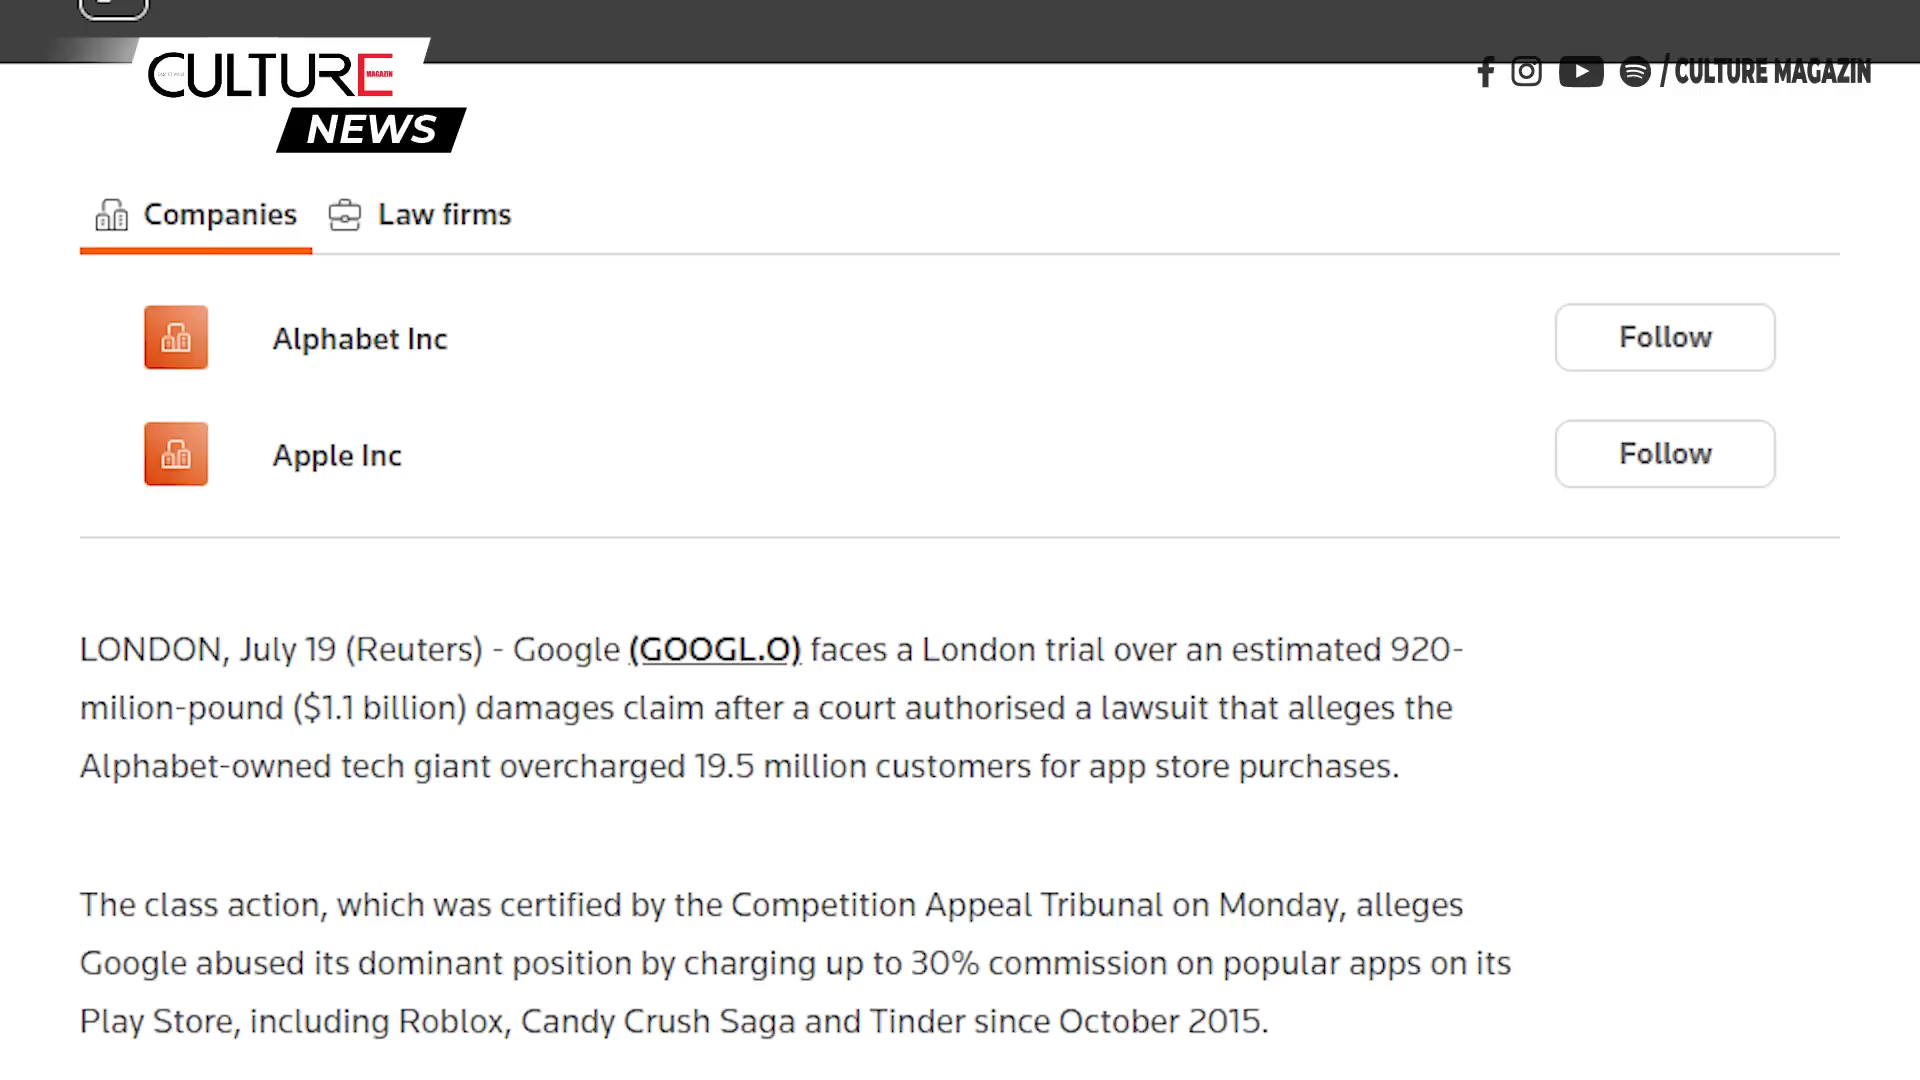 CULTURE
MAGAZIN
NEWS
/ CULTURE MAGAZIN
Companies
Law firms
Alphabet Inc
Follow
Apple Inc
Follow
LONDON, July 19 (Reuters) - Google (GOOGL.O) faces a London trial over an estimated 920-
milion-pound ($1.1 billion) damages claim after a court authorised a lawsuit that alleges the
Alphabet-owned tech giant overcharged 19.5 million customers for app store purchases.
The class action, which was certified by the Competition Appeal Tribunal on Monday, alleges
Google abused its dominant position by charging up to 30% commission on popular apps on its
Play Store, including Roblox, Candy Crush Saga and Tinder since October 2015.